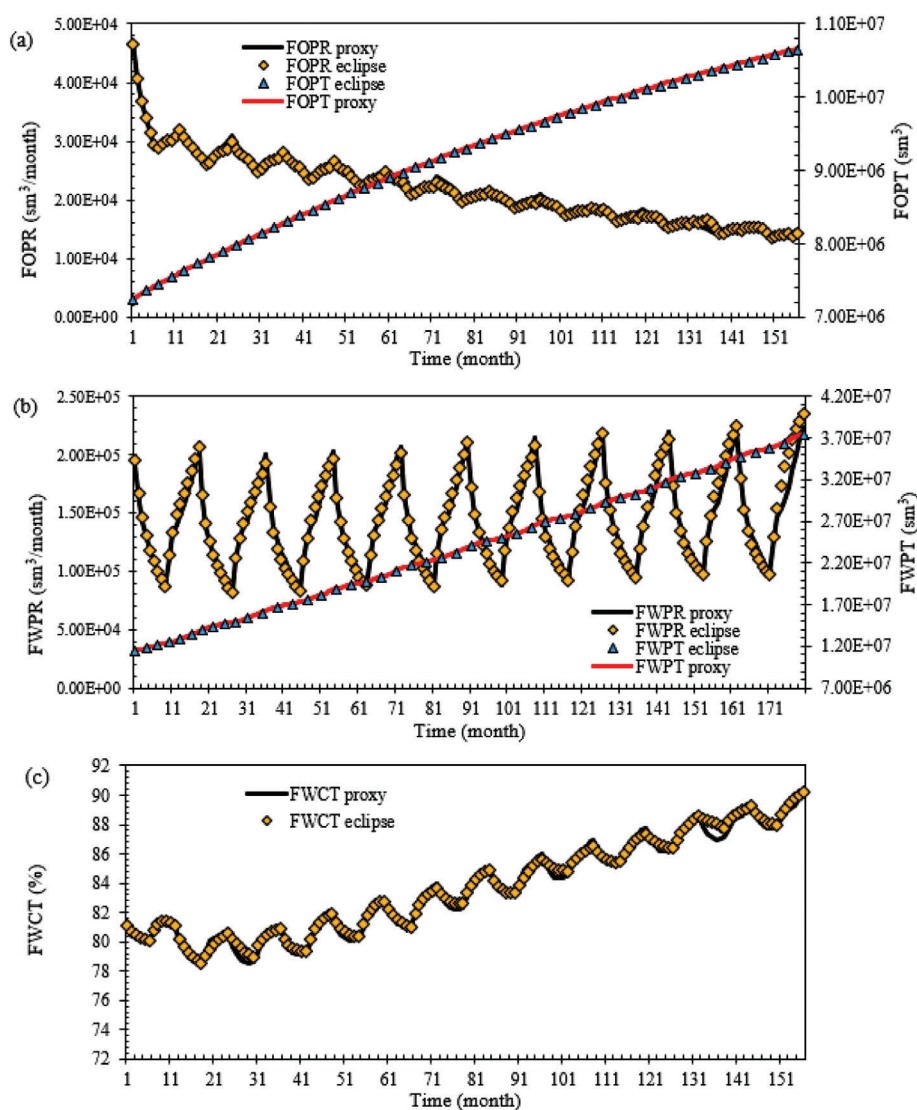 (a)
5.00E+04
4.00E+04
3.00E+04
2.00E+04
1.00E+04
0.00E+00
FOPR (sm³/month)
FOPR proxy
FOPR eclipse
FOPT eclipse
FOPT proxy
1.10E+07
1.00E+07
9.00E+06
8.00E+06
7.00E+06
FOPT (sm³)
1 11 21 31 41 51 61 71 81 91 101 111 121 131 141 151
Time (month)
(b)
2.50E+05
2.00E+05
1.50E+05
1.00E+05
5.00E+04
0.00E+00
FWPR (sm³/month)
FWPR proxy
FWPR eclipse
FWPT eclipse
FWPT proxy
4.20E+07
3.70E+07
3.20E+07
2.70E+07
2.20E+07
1.70E+07
1.20E+07
7.00E+06
FWPT (sm³)
1 11 21 31 41 51 61 71 81 91 101 111 121 131 141 151 161 171
Time (month)
(c)
92
90
88
86
84
82
80
78
76
74
72
FWCT (%)
FWCT proxy
FWCT eclipse
1 11 21 31 41 51 61 71 81 91 101 111 121 131 141 151
Time (month)